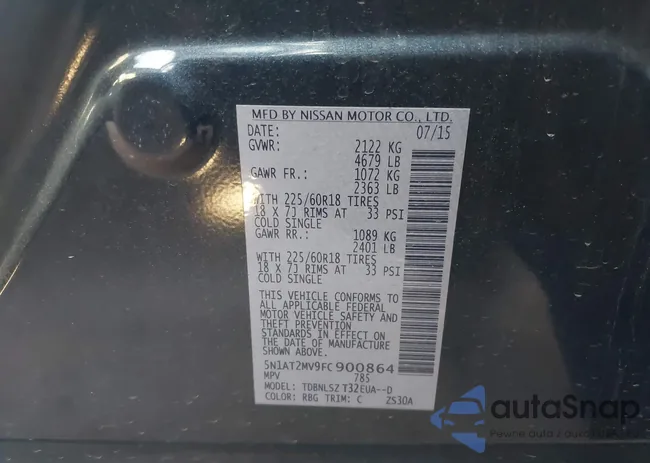 MFD BY NISSAN MOTOR CO., LTD.
DATE: 07/15
GVWR: 2122 KG
4679 LB
GAWR FR.: 1072 KG
2363 LB
WITH 225/60R18 TIRES
18 X 7J RIMS AT 33 PSI
COLD SINGLE
GAWR RR.: 1089 KG
2401 LB
WITH 225/60R18 TIRES
18 X 7J RIMS AT 33 PSI
COLD SINGLE
THIS VEHICLE CONFORMS TO
ALL APPLICABLE FEDERAL
MOTOR VEHICLE SAFETY AND
THEFT PREVENTION
STANDARDS IN EFFECT ON
THE DATE OF MANUFACTURE
SHOWN ABOVE.
5N1AT2MV9FC900864
MPV 785
MODEL: TDBNLSZ T32EUA--D
COLOR: RBG TRIM: C ZS30A
autaSnap
Pewne auto z